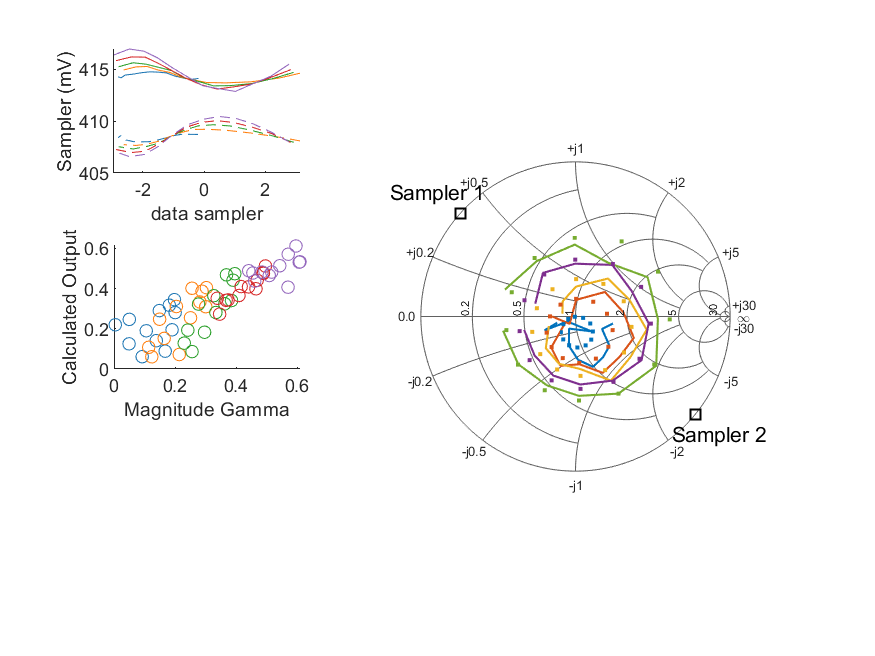 Sampler (mV)
415
410
405
-2
0
2
data sampler
Calculated Output
0.6
0.4
0.2
0
0
0.2
0.4
0.6
Magnitude Gamma
+j1
+j0.5
+j2
Sampler 1
+j0.2
+j5
0.0
0.2
0.5
1
2
5
30
+j30
∞
-j30
-j0.2
-j5
Sampler 2
-j0.5
-j2
-j1